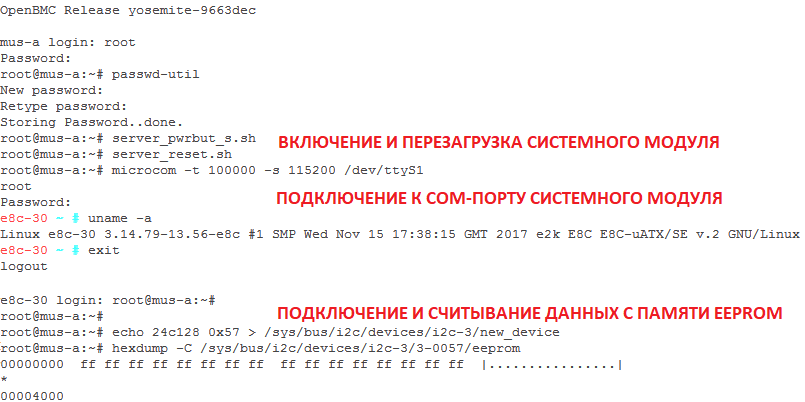 OpenBMC Release yosemite-9663dec
mus-a login: root
Password:
root@mus-a:~# passwd-util
New password:
Retype password:
Storing Password..done.
root@mus-a:~# server_pwrbut_s.sh
ВКЛЮЧЕНИЕ И ПЕРЕЗАГРУЗКА СИСТЕМНОГО МОДУЛЯ
root@mus-a:~# server_reset.sh
root@mus-a:~# microcom -t 100000 -s 115200 /dev/ttyS1
root
ПОДКЛЮЧЕНИЕ К COM-ПОРТУ СИСТЕМНОГО МОДУЛЯ
Password:
e8c-30 ~ # uname -a
Linux e8c-30 3.14.79-13.56-e8c #1 SMP Wed Nov 15 17:38:15 GMT 2017 e2k E8C E8C-uATX/SE v.2 GNU/Linux
e8c-30 ~ # exit
logout
e8c-30 login: root@mus-a:~#
root@mus-a:~#
ПОДКЛЮЧЕНИЕ И СЧИТЫВАНИЕ ДАННЫХ С ПАМЯТИ EEPROM
root@mus-a:~# echo 24c128 0x57 > /sys/bus/i2c/devices/i2c-3/new_device
root@mus-a:~# hexdump -C /sys/bus/i2c/devices/i2c-3/3-0057/eeprom
00000000  ff ff ff ff ff ff ff ff  ff ff ff ff ff ff ff ff  |................|
*
00004000